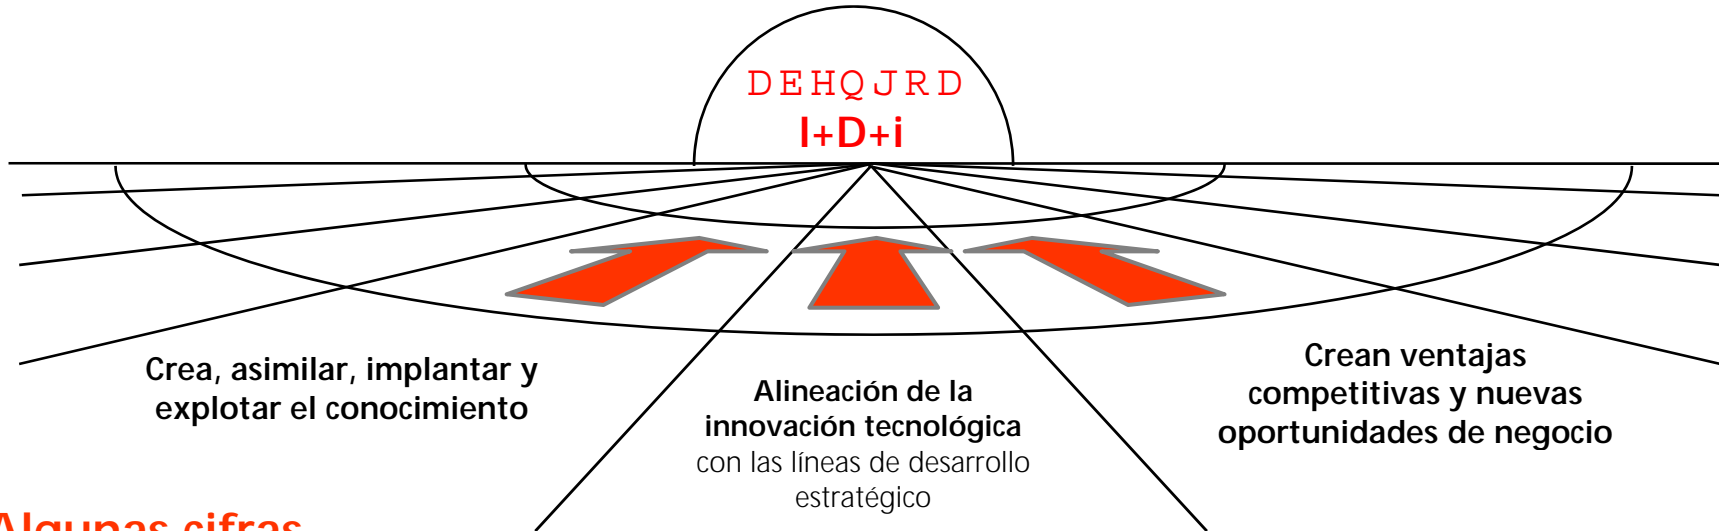 DEHQJRD
I+D+i
Crea, asimilar, implantar y
explotar el conocimiento
Alineación de la
innovación tecnológica
con las líneas de desarrollo
estratégico
Crean ventajas
competitivas y nuevas
oportunidades de negocio
Algunas cifras